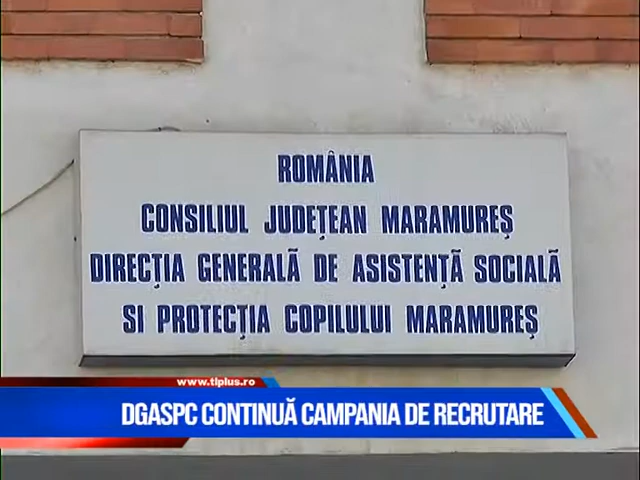 ROMÂNIA
CONSILIUL JUDEȚEAN MARAMUREȘ
DIRECȚIA GENERALĂ DE ASISTENȚĂ SOCIALĂ
SI PROTECȚIA COPILULUI MARAMUREȘ
www.tlplus.ro
DGASPC CONTINUĂ CAMPANIA DE RECRUTARE